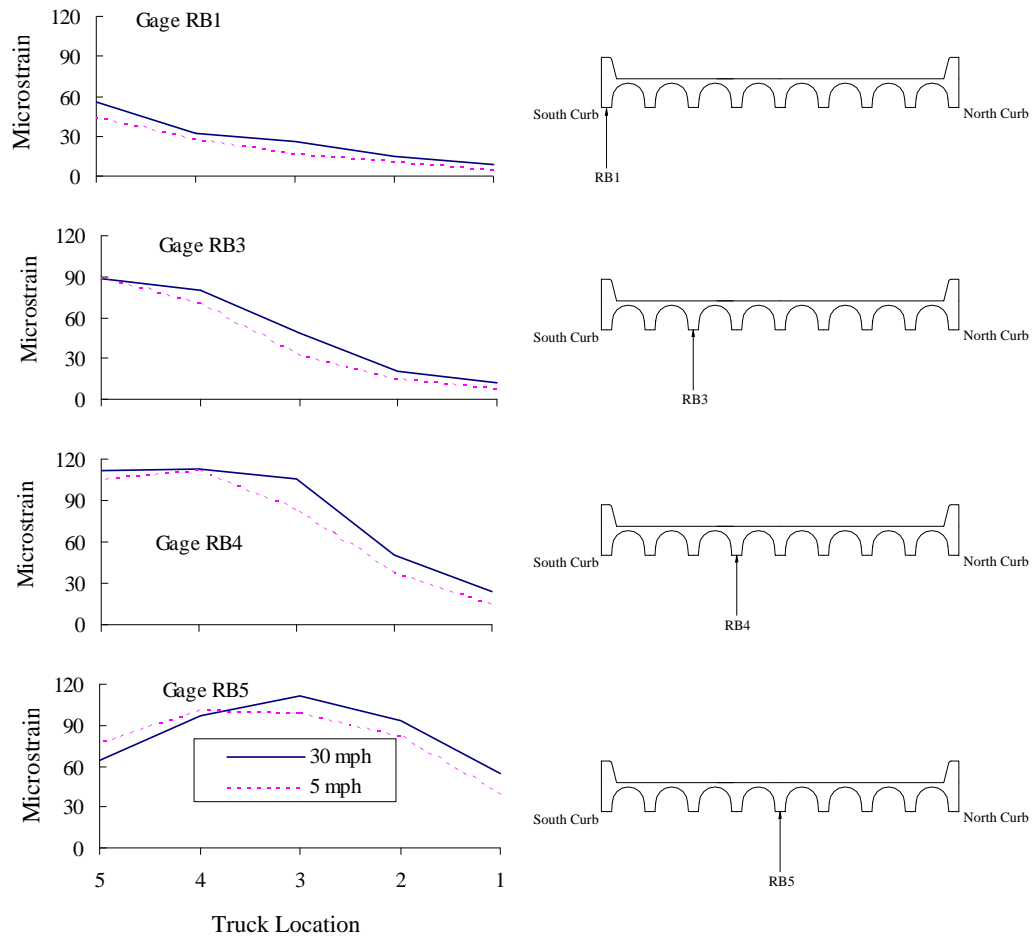 Gage RB1
Microstrain
120
90
60
30
0
South Curb
North Curb
RB1
Gage RB3
Microstrain
120
90
60
30
0
South Curb
North Curb
RB3
Gage RB4
Microstrain
120
90
60
30
0
South Curb
North Curb
RB4
Gage RB5
Microstrain
120
90
60
30
0
30 mph
5 mph
5 4 3 2 1
Truck Location
South Curb
North Curb
RB5